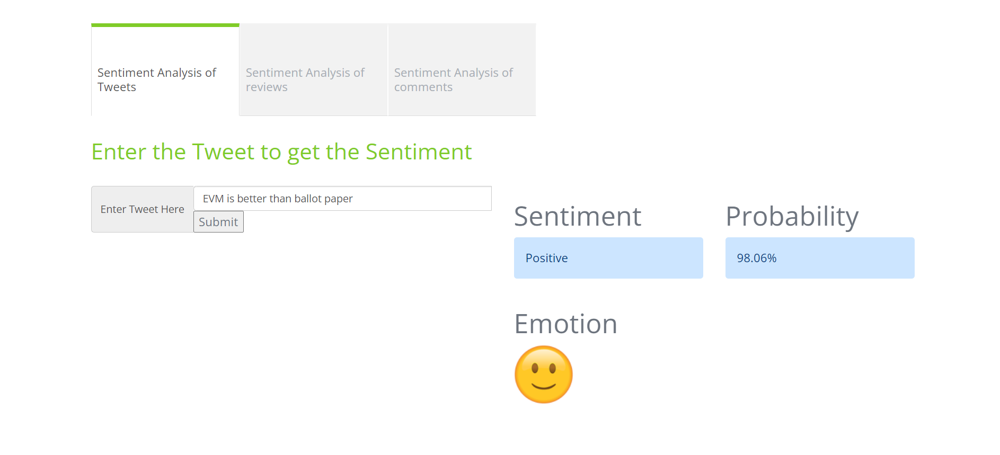 Sentiment Analysis of
Tweets
Sentiment Analysis of
reviews
Sentiment Analysis of
comments
Enter the Tweet to get the Sentiment
Enter Tweet Here
EVM is better than ballot paper
Submit
Sentiment
Positive
Probability
98.06%
Emotion